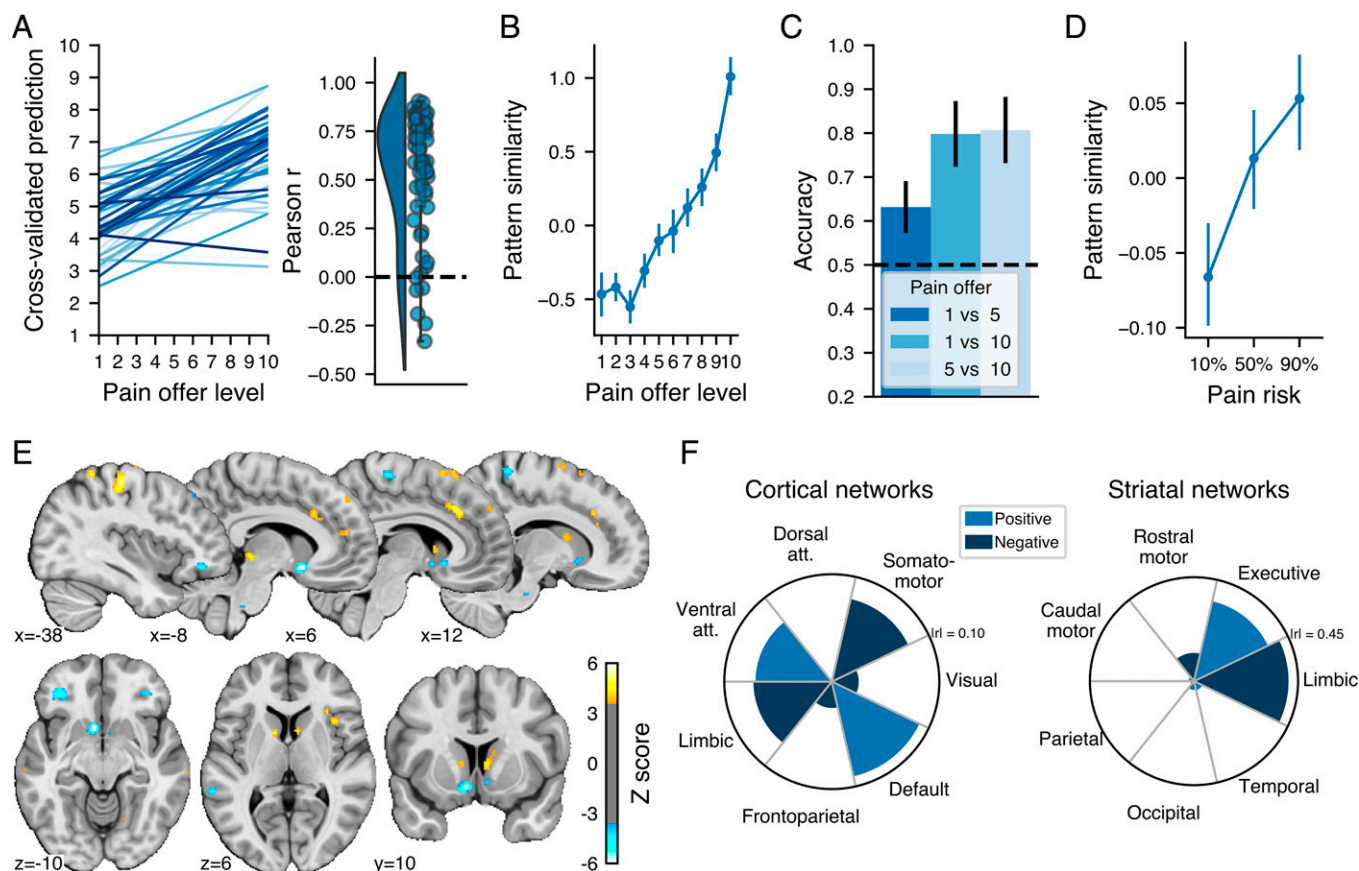 A
Cross-validated prediction
10
9
8
7
6
5
4
3
2
1
1 2 3 4 5 6 7 8 9 10
Pain offer level
Pearson r
1.00
0.75
0.50
0.25
0.00
−0.25
−0.50
B
Pattern similarity
1.0
0.5
0.0
−0.5
1 2 3 4 5 6 7 8 9 10
Pain offer level
C
Accuracy
1.0
0.9
0.8
0.7
0.6
0.5
0.4
0.3
0.2
Pain offer
1 vs 5
1 vs 10
5 vs 10
D
Pattern similarity
0.05
0.00
−0.05
−0.10
10% 50% 90%
Pain risk
E
x=-38
x=-8
x=6
x=12
z=-10
z=6
y=10
6
3
0
-3
-6
Z score
F
Cortical networks
Striatal networks
Positive
Negative
Dorsal
att.
Somato-
motor
Ventral
att.
|r| = 0.10
Visual
Limbic
Default
Frontoparietal
Rostral
motor
Executive
Caudal
motor
|r| = 0.45
Limbic
Parietal
Temporal
Occipital